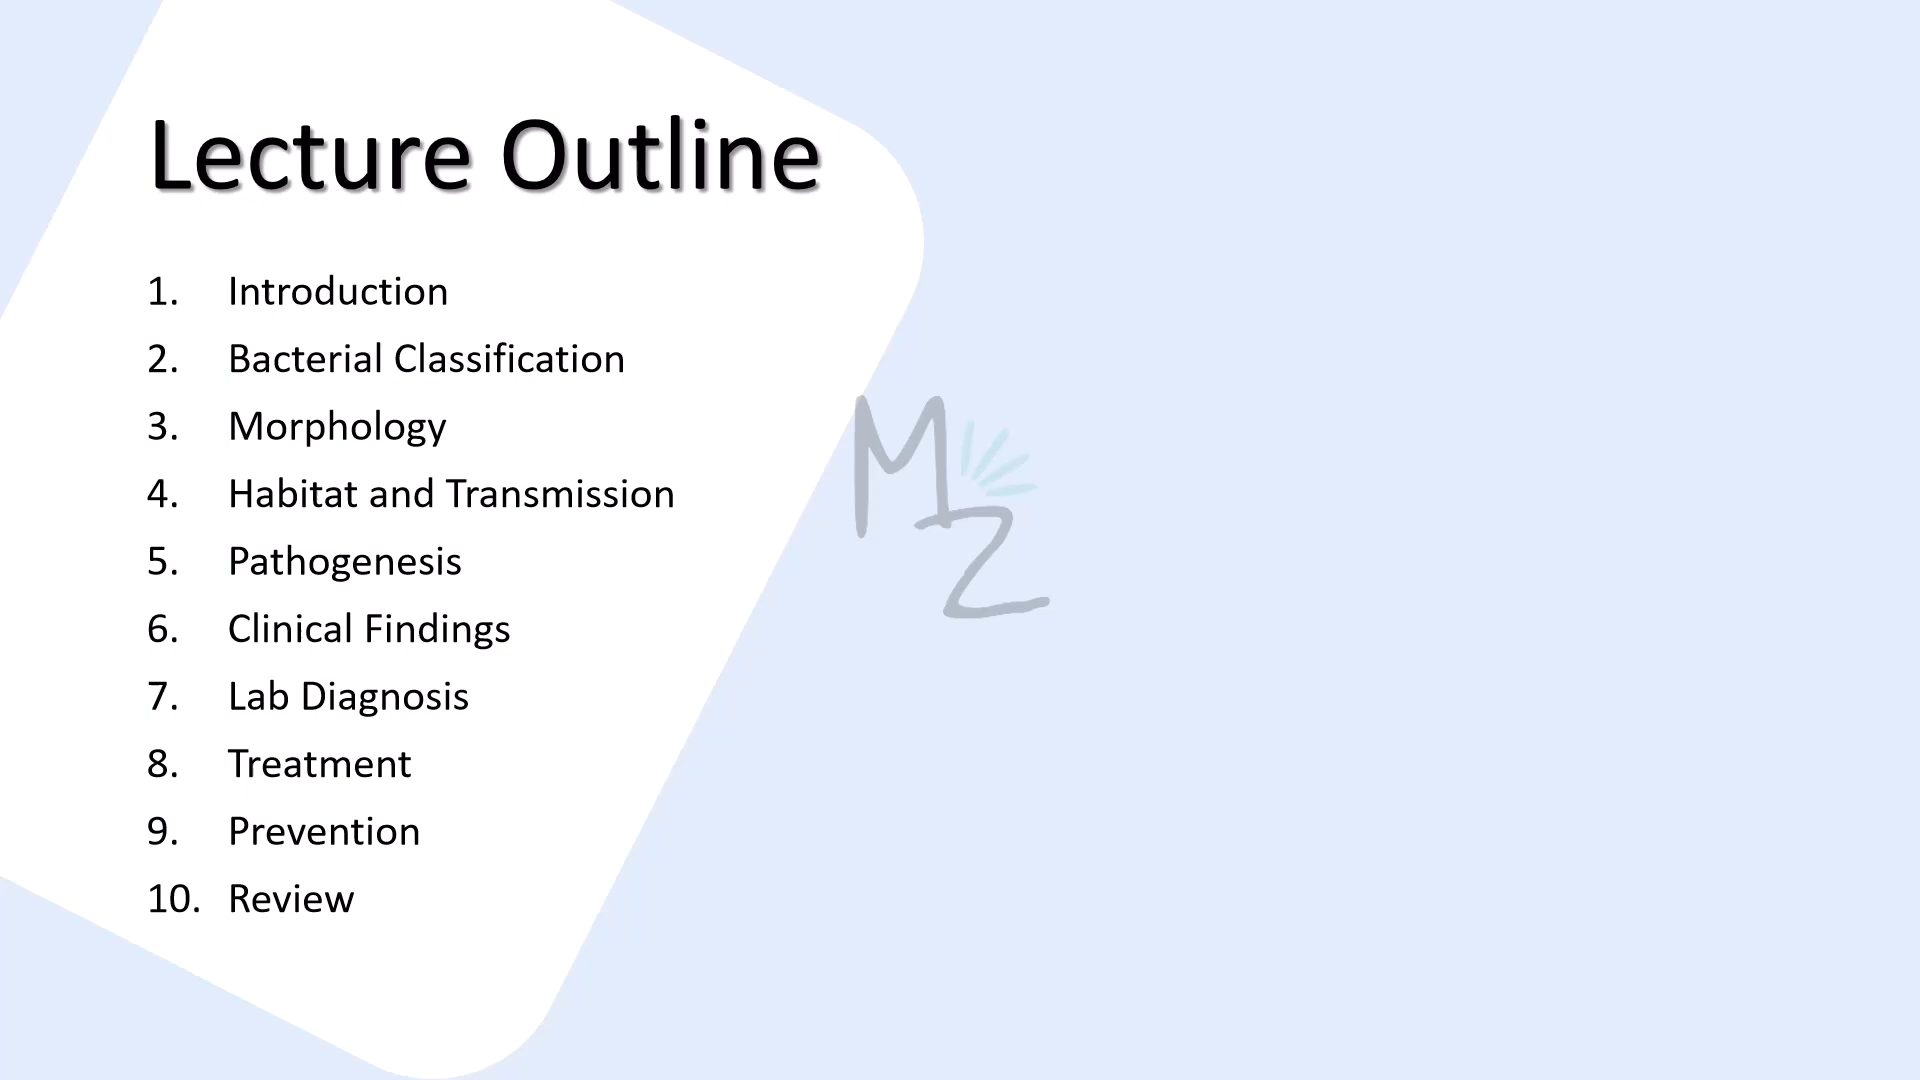 Lecture Outline
1. Introduction
2. Bacterial Classification
3. Morphology
4. Habitat and Transmission
5. Pathogenesis
6. Clinical Findings
7. Lab Diagnosis
8. Treatment
9. Prevention
10. Review
MZ